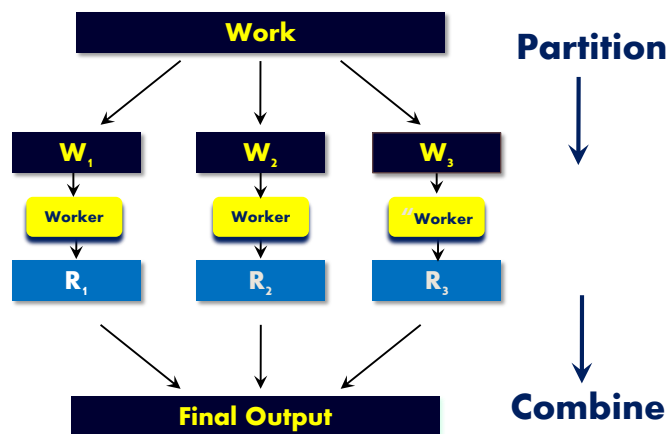 Work
Partition
W₁ W₂ W₃
Worker Worker "Worker
R₁ R₂ R₃
Final Output
Combine